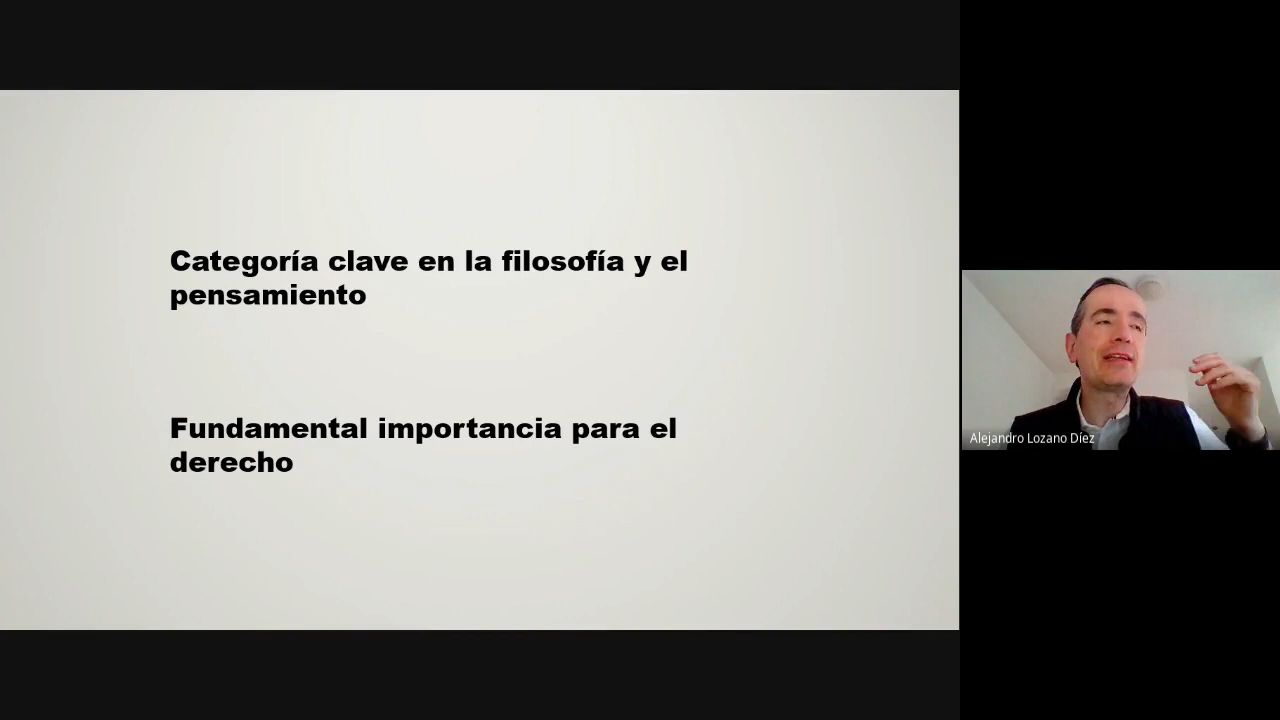 Categoría clave en la filosofía y el
pensamiento
Fundamental importancia para el
derecho
Alejandro Lozano Díez